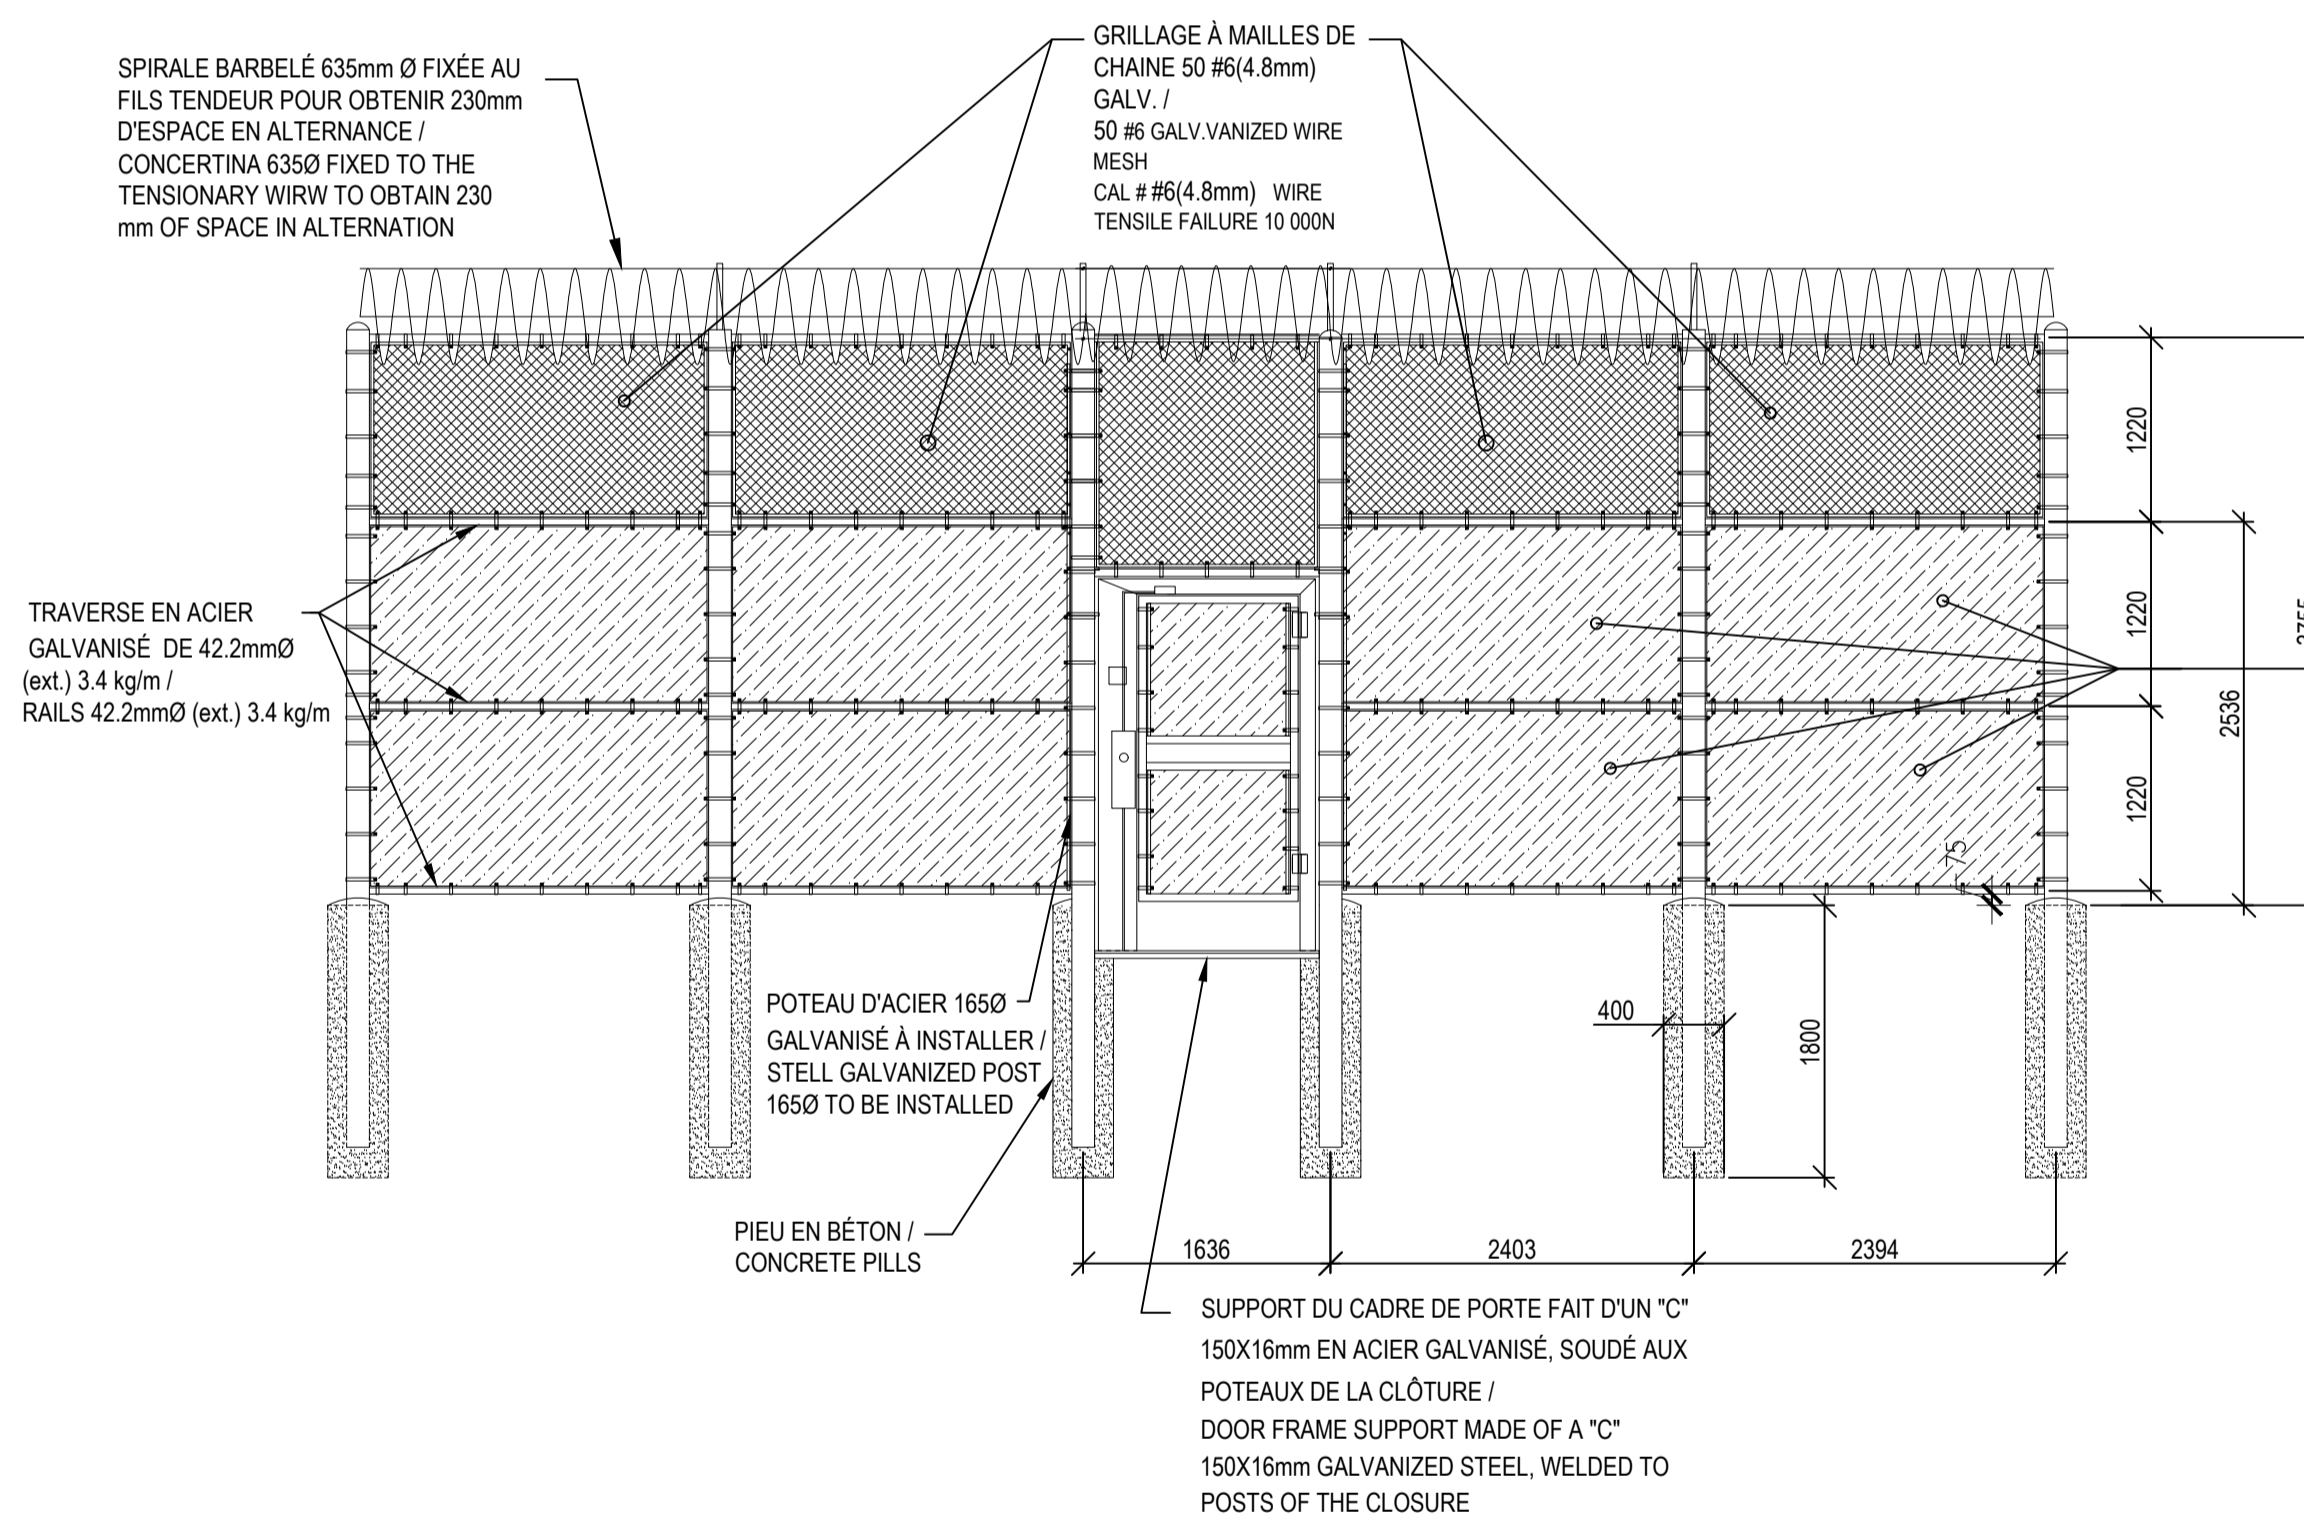 SPIRALE BARBELÉ 635mm Ø FIXÉE AU
FILS TENDEUR POUR OBTENIR 230mm
D'ESPACE EN ALTERNANCE /
CONCERTINA 635Ø FIXED TO THE
TENSIONARY WIRW TO OBTAIN 230
mm OF SPACE IN ALTERNATION
GRILLAGE À MAILLES DE
CHAINE 50 #6(4.8mm)
GALV. /
50 #6 GALV.VANIZED WIRE
MESH
CAL # #6(4.8mm) WIRE
TENSILE FAILURE 10 000N
TRAVERSE EN ACIER
GALVANISÉ DE 42.2mmØ
(ext.) 3.4 kg/m /
RAILS 42.2mmØ (ext.) 3.4 kg/m
1220
1220
1220
2536
75
POTEAU D'ACIER 165Ø
GALVANISÉ À INSTALLER /
STELL GALVANIZED POST
165Ø TO BE INSTALLED
400
1800
PIEU EN BÉTON /
CONCRETE PILLS
1636
2403
2394
SUPPORT DU CADRE DE PORTE FAIT D'UN "C"
150X16mm EN ACIER GALVANISÉ, SOUDÉ AUX
POTEAUX DE LA CLÔTURE /
DOOR FRAME SUPPORT MADE OF A "C"
150X16mm GALVANIZED STEEL, WELDED TO
POSTS OF THE CLOSURE